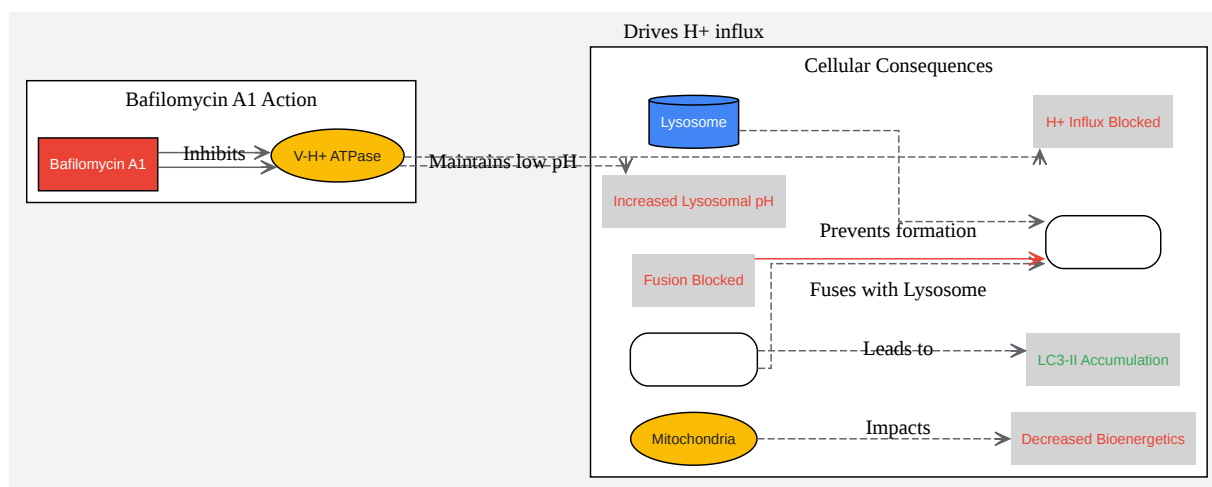 Drives H+ influx
Cellular Consequences
Bafilomycin A1 Action
Lysosome
H+ Influx Blocked
Bafilomycin A1
Inhibits
V-H+ ATPase
Maintains low pH
Increased Lysosomal pH
Prevents formation
Fusion Blocked
Fuses with Lysosome
Leads to
LC3-II Accumulation
Mitochondria
Impacts
Decreased Bioenergetics